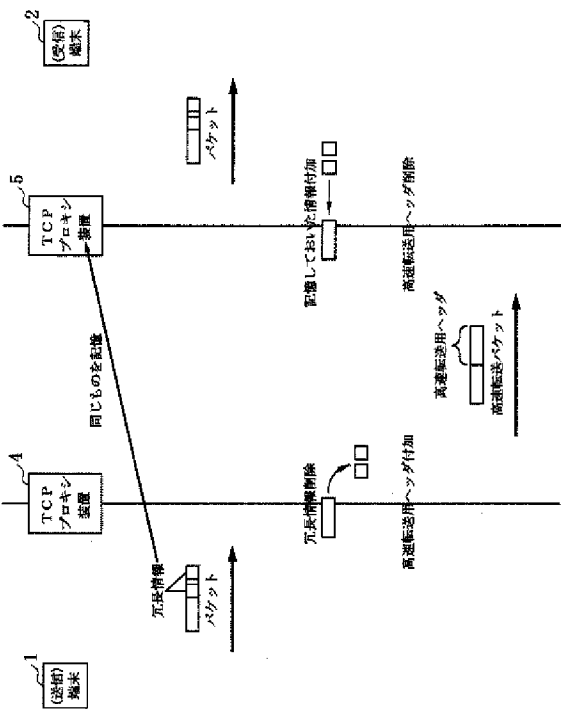 1
(送信)
端末
4
TCP
プロキシ
装置
5
TCP
プロキシ
装置
2
(受信)
端末
冗長情報
パケット
同じものを記憶
パケット
冗長情報削除
高速転送用ヘッダ付加
高速転送用ヘッダ
高速転送パケット
記憶しておいた情報付加
高速転送用ヘッダ削除